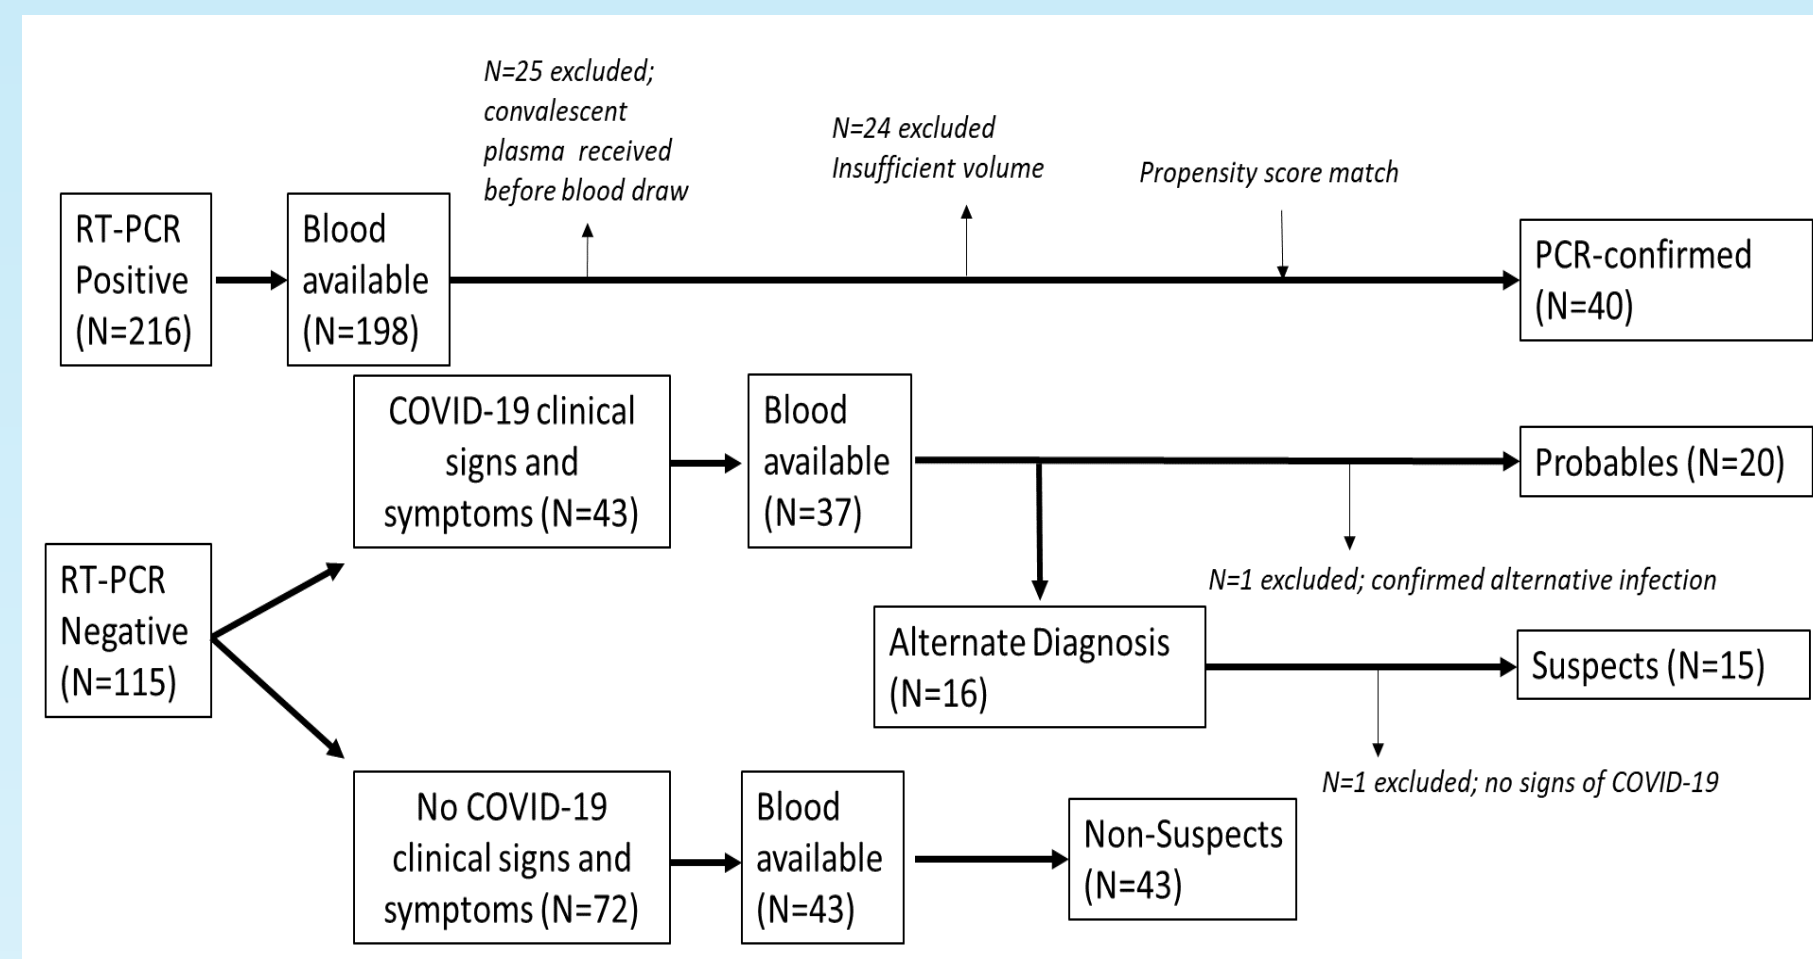 N=25 excluded;
convalescent
plasma received
before blood draw
N=24 excluded
Insufficient volume
Propensity score match
RT-PCR
Positive
(N=216)
Blood
available
(N=198)
PCR-confirmed
(N=40)
COVID-19 clinical
signs and
symptoms (N=43)
Blood
available
(N=37)
Probables (N=20)
N=1 excluded; confirmed alternative infection
RT-PCR
Negative
(N=115)
Alternate Diagnosis
(N=16)
Suspects (N=15)
N=1 excluded; no signs of COVID-19
No COVID-19
clinical signs and
symptoms (N=72)
Blood
available
(N=43)
Non-Suspects
(N=43)